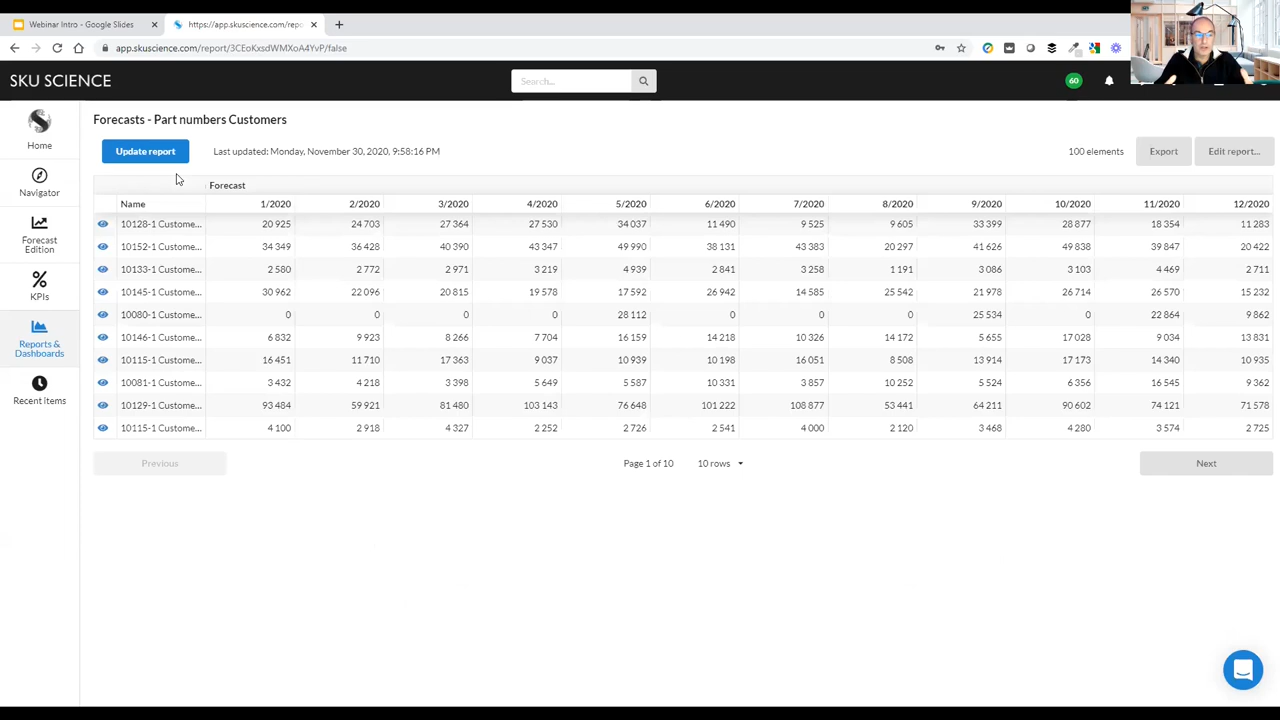 Webinar Intro - Google Slides
https://app.skuscience.com/repo
app.skuscience.com/report/3CEoKxsdWMXoA4YvP/false
SKU SCIENCE
Search...
60
Home
Navigator
Forecast
Edition
KPIs
Reports &
Dashboards
Recent items
Forecasts - Part numbers Customers
Update report
Last updated: Monday, November 30, 2020, 9:58:16 PM
100 elements
Export
Edit report...
Forecast
Name 1/2020 2/2020 3/2020 4/2020 5/2020 6/2020 7/2020 8/2020 9/2020 10/2020 11/2020 12/2020
10128-1 Custome... 20 925 24 703 27 364 27 530 34 037 11 490 9 525 9 605 33 399 28 877 18 354 11 283
10152-1 Custome... 34 349 36 428 40 390 43 347 49 990 38 131 43 383 20 297 41 626 49 838 39 847 20 422
10133-1 Custome... 2 580 2 772 2 971 3 219 4 939 2 841 3 258 1 191 3 086 3 103 4 469 2 711
10145-1 Custome... 30 962 22 096 20 815 19 578 17 592 26 942 14 585 25 542 21 978 26 714 26 570 15 232
10080-1 Custome... 0 0 0 0 28 112 0 0 0 25 534 0 22 864 9 862
10146-1 Custome... 6 832 9 923 8 266 7 704 16 159 14 218 10 326 14 172 5 655 17 028 9 034 13 831
10115-1 Custome... 16 451 11 710 17 363 9 037 10 939 10 198 16 051 8 508 13 914 17 173 14 340 10 935
10081-1 Custome... 3 432 4 218 3 398 5 649 5 587 10 331 3 857 10 252 5 524 6 356 16 545 9 362
10129-1 Custome... 93 484 59 921 81 480 103 143 76 648 101 222 108 877 53 441 64 211 90 602 74 121 71 578
10115-1 Custome... 4 100 2 918 4 327 2 252 2 726 2 541 4 000 2 120 3 468 4 280 3 574 2 725
Previous
Page 1 of 10
10 rows
Next